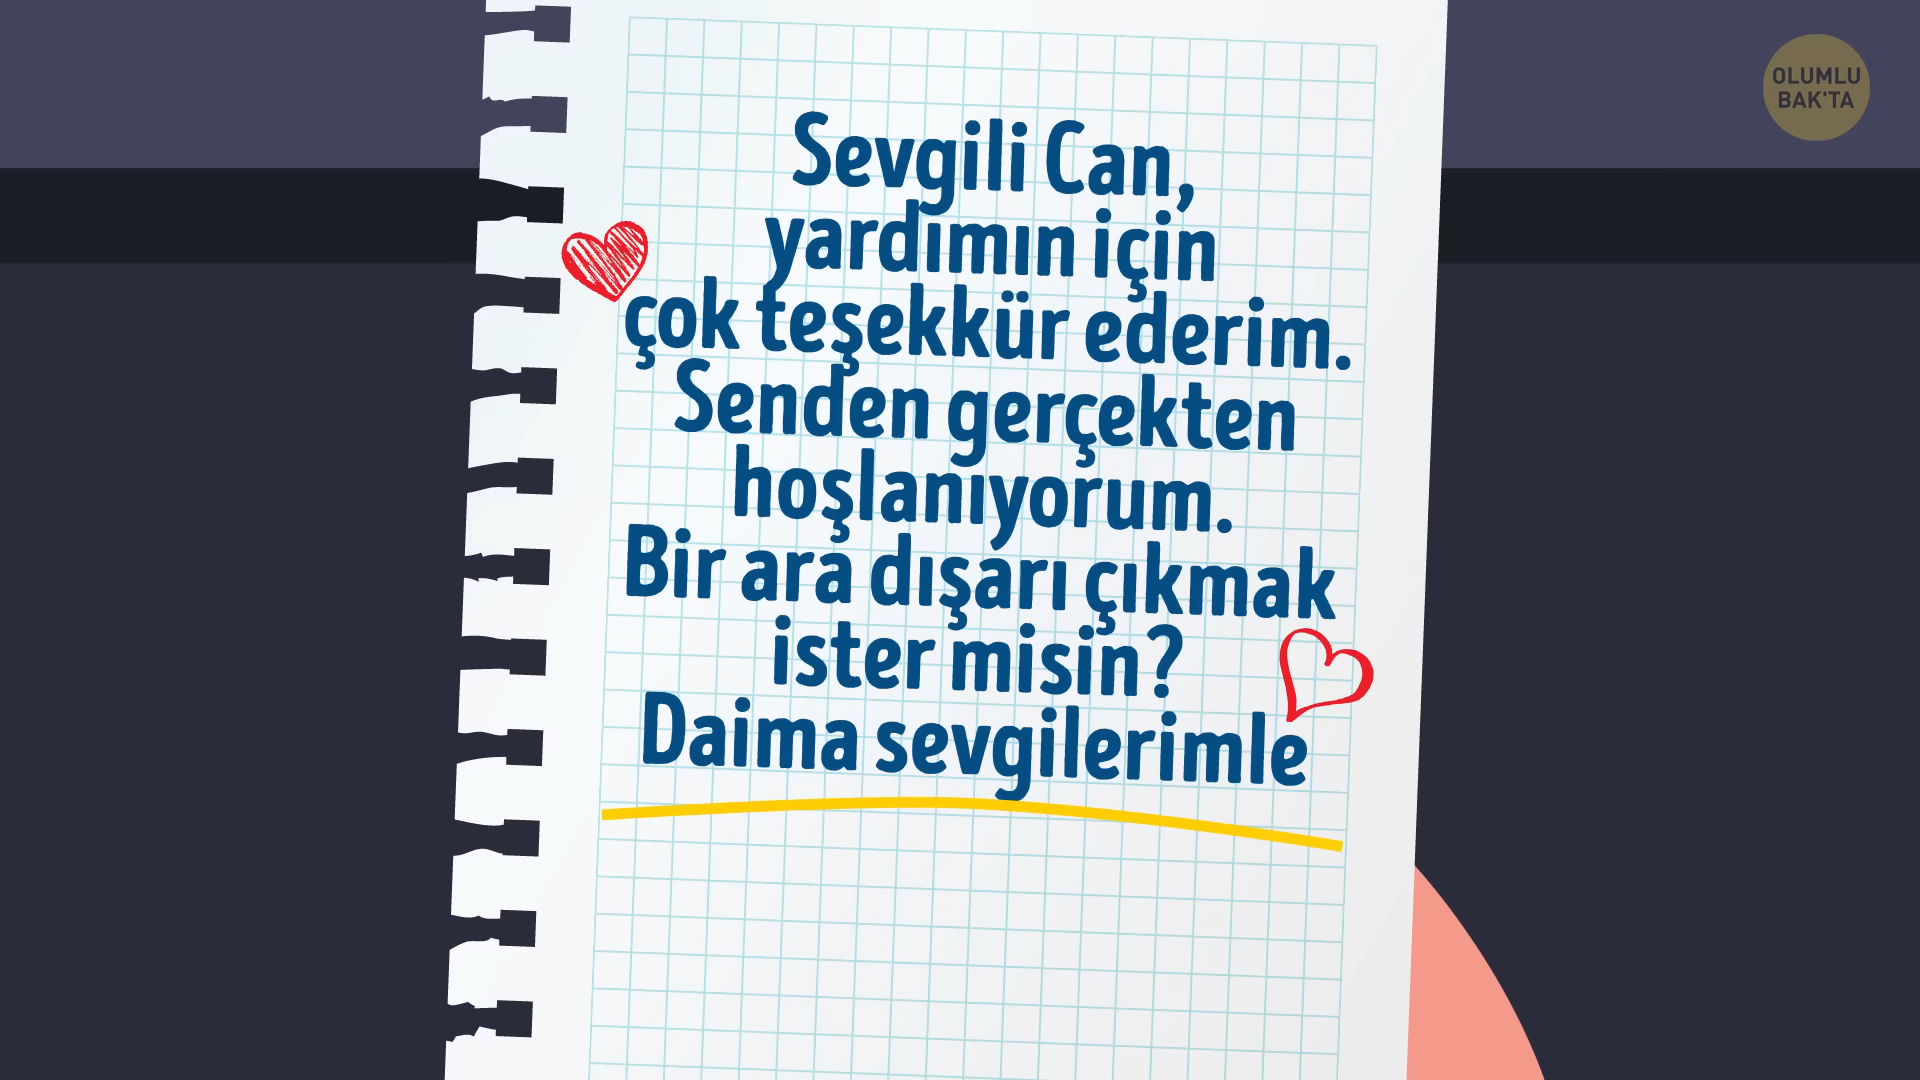 Sevgili Can,
yardımın için
çok teşekkür ederim.
Senden gerçekten
hoşlanıyorum.
Bir ara dışarı çıkmak
ister misin?
Daima sevgilerimle
OLUMLU
BAK'TA